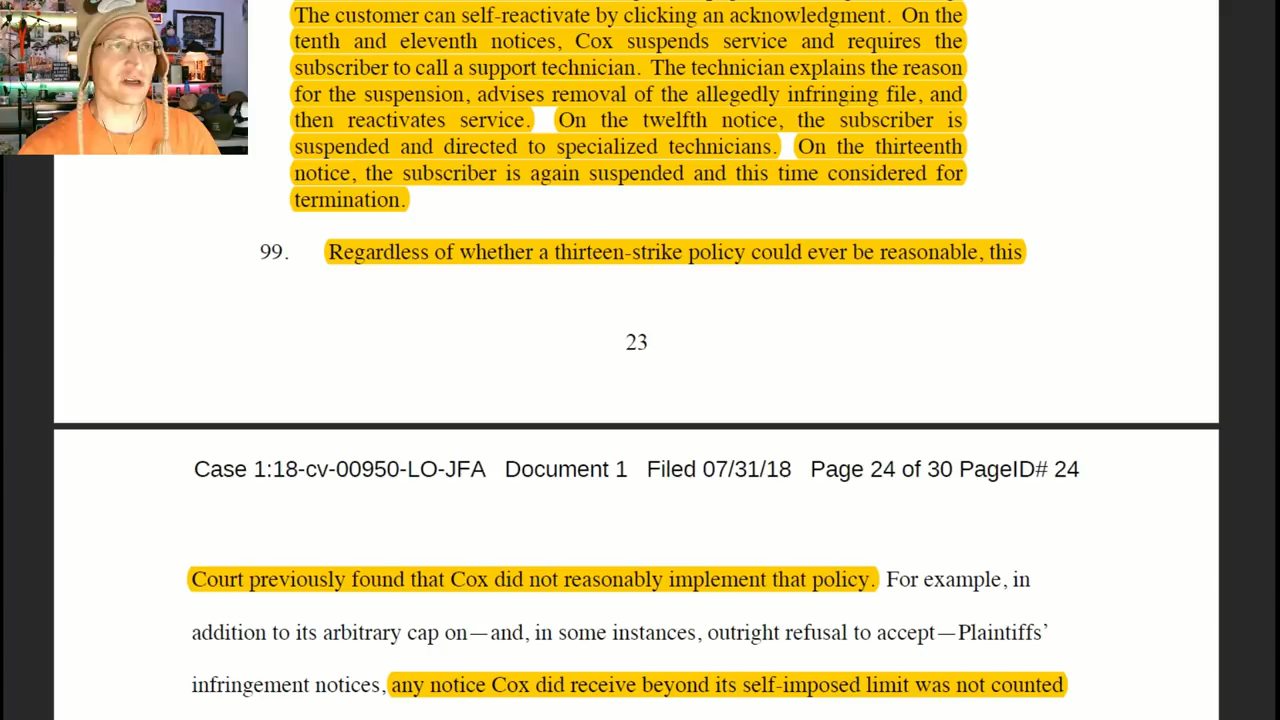 The customer can self-reactivate by clicking an acknowledgment. On the
tenth and eleventh notices, Cox suspends service and requires the
subscriber to call a support technician. The technician explains the reason
for the suspension, advises removal of the allegedly infringing file, and
then reactivates service. On the twelfth notice, the subscriber is
suspended and directed to specialized technicians. On the thirteenth
notice, the subscriber is again suspended and this time considered for
termination.
99. Regardless of whether a thirteen-strike policy could ever be reasonable, this
23
Case 1:18-cv-00950-LO-JFA Document 1 Filed 07/31/18 Page 24 of 30 PageID# 24
Court previously found that Cox did not reasonably implement that policy. For example, in
addition to its arbitrary cap on—and, in some instances, outright refusal to accept—Plaintiffs’
infringement notices, any notice Cox did receive beyond its self-imposed limit was not counted